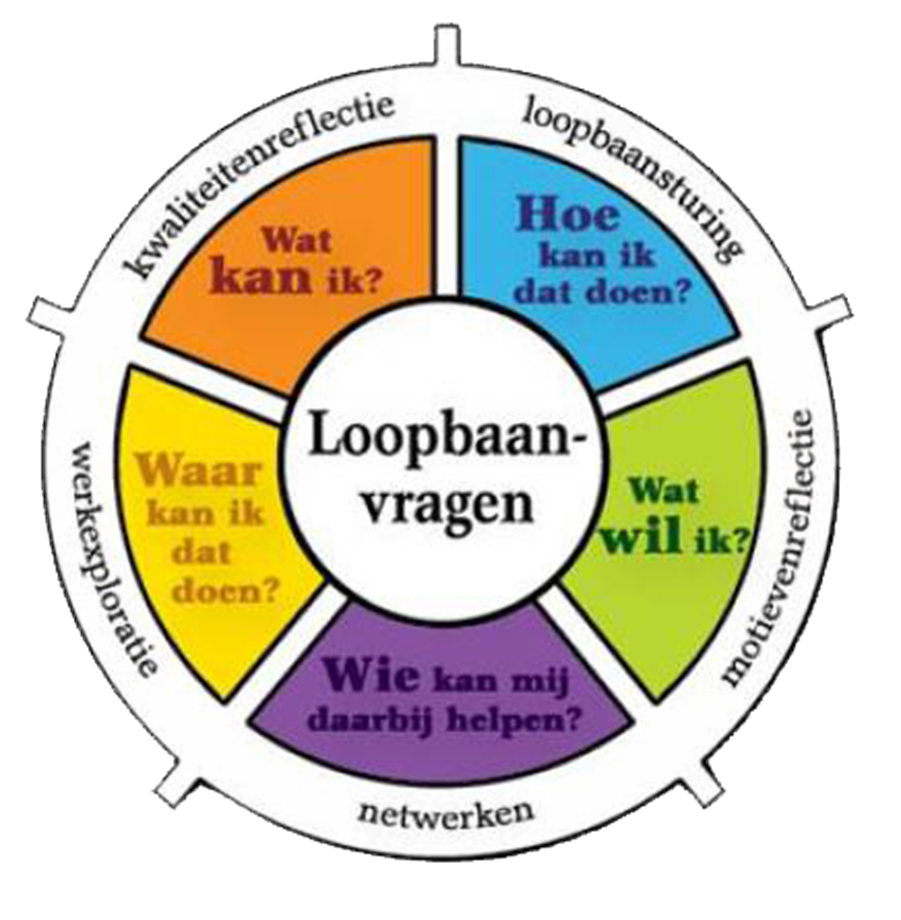 kwaliteitenreflectie
loopbaansturing
Wat
kan ik?
Hoe
kan ik
dat doen?
Loopbaan-
vragen
Waar
kan ik
dat
doen?
Wat
wil ik?
werkexploratie
motievenreflectie
Wie kan mij
daarbij helpen?
netwerken